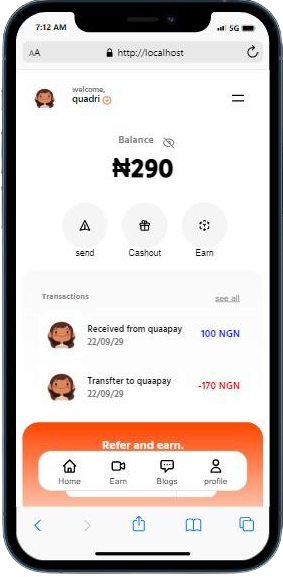 7:12 AM
5G
AA
http://localhost
welcome,
quadri
Balance
₦290
send
Cashout
Earn
Transactions
see all
Received from quaapay
22/09/29
100 NGN
Transfter to quaapay
22/09/29
-170 NGN
Refer and earn.
Home
Earn
Blogs
profile